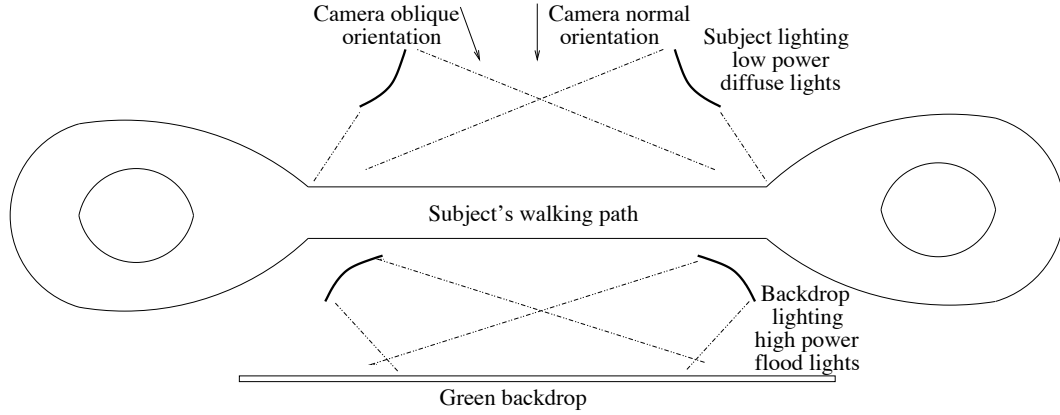 Camera oblique
orientation
Camera normal
orientation
Subject lighting
low power
diffuse lights
Subject's walking path
Backdrop
lighting
high power
flood lights
Green backdrop